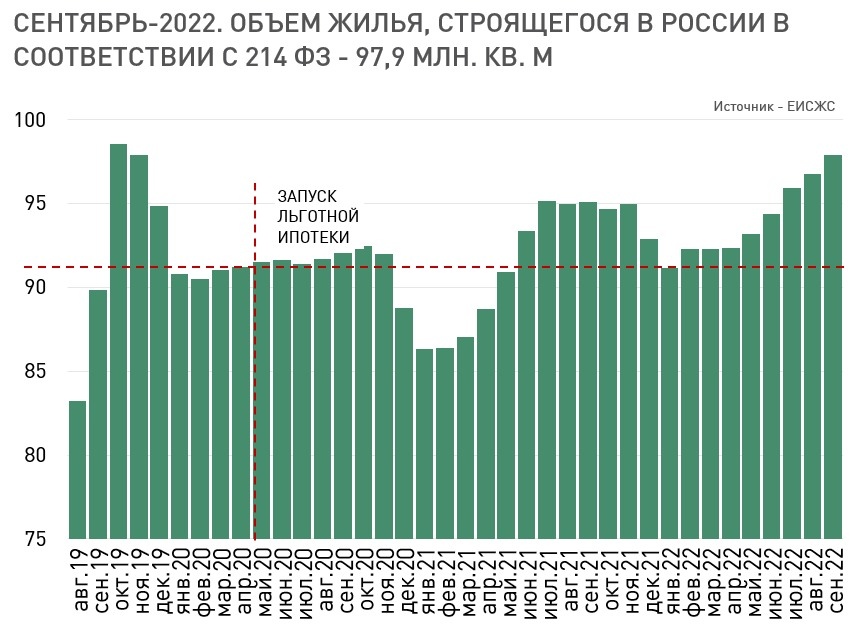 СЕНТЯБРЬ-2022. ОБЪЕМ ЖИЛЬЯ, СТРОЯЩЕГОСЯ В РОССИИ В
СООТВЕТСТВИИ С 214 ФЗ - 97,9 МЛН. КВ. М
Источник - ЕИСЖС
100
95
90
85
80
75
ЗАПУСК
ЛЬГОТНОЙ
ИПОТЕКИ
авг.19
сен.19
окт.19
ноя.19
дек.19
янв.20
фев.20
мар.20
апр.20
май.20
июн.20
июл.20
авг.20
сен.20
окт.20
ноя.20
дек.20
янв.21
фев.21
мар.21
апр.21
май.21
июн.21
июл.21
авг.21
сен.21
окт.21
ноя.21
дек.21
янв.22
фев.22
мар.22
апр.22
май.22
июн.22
июл.22
авг.22
сен.22